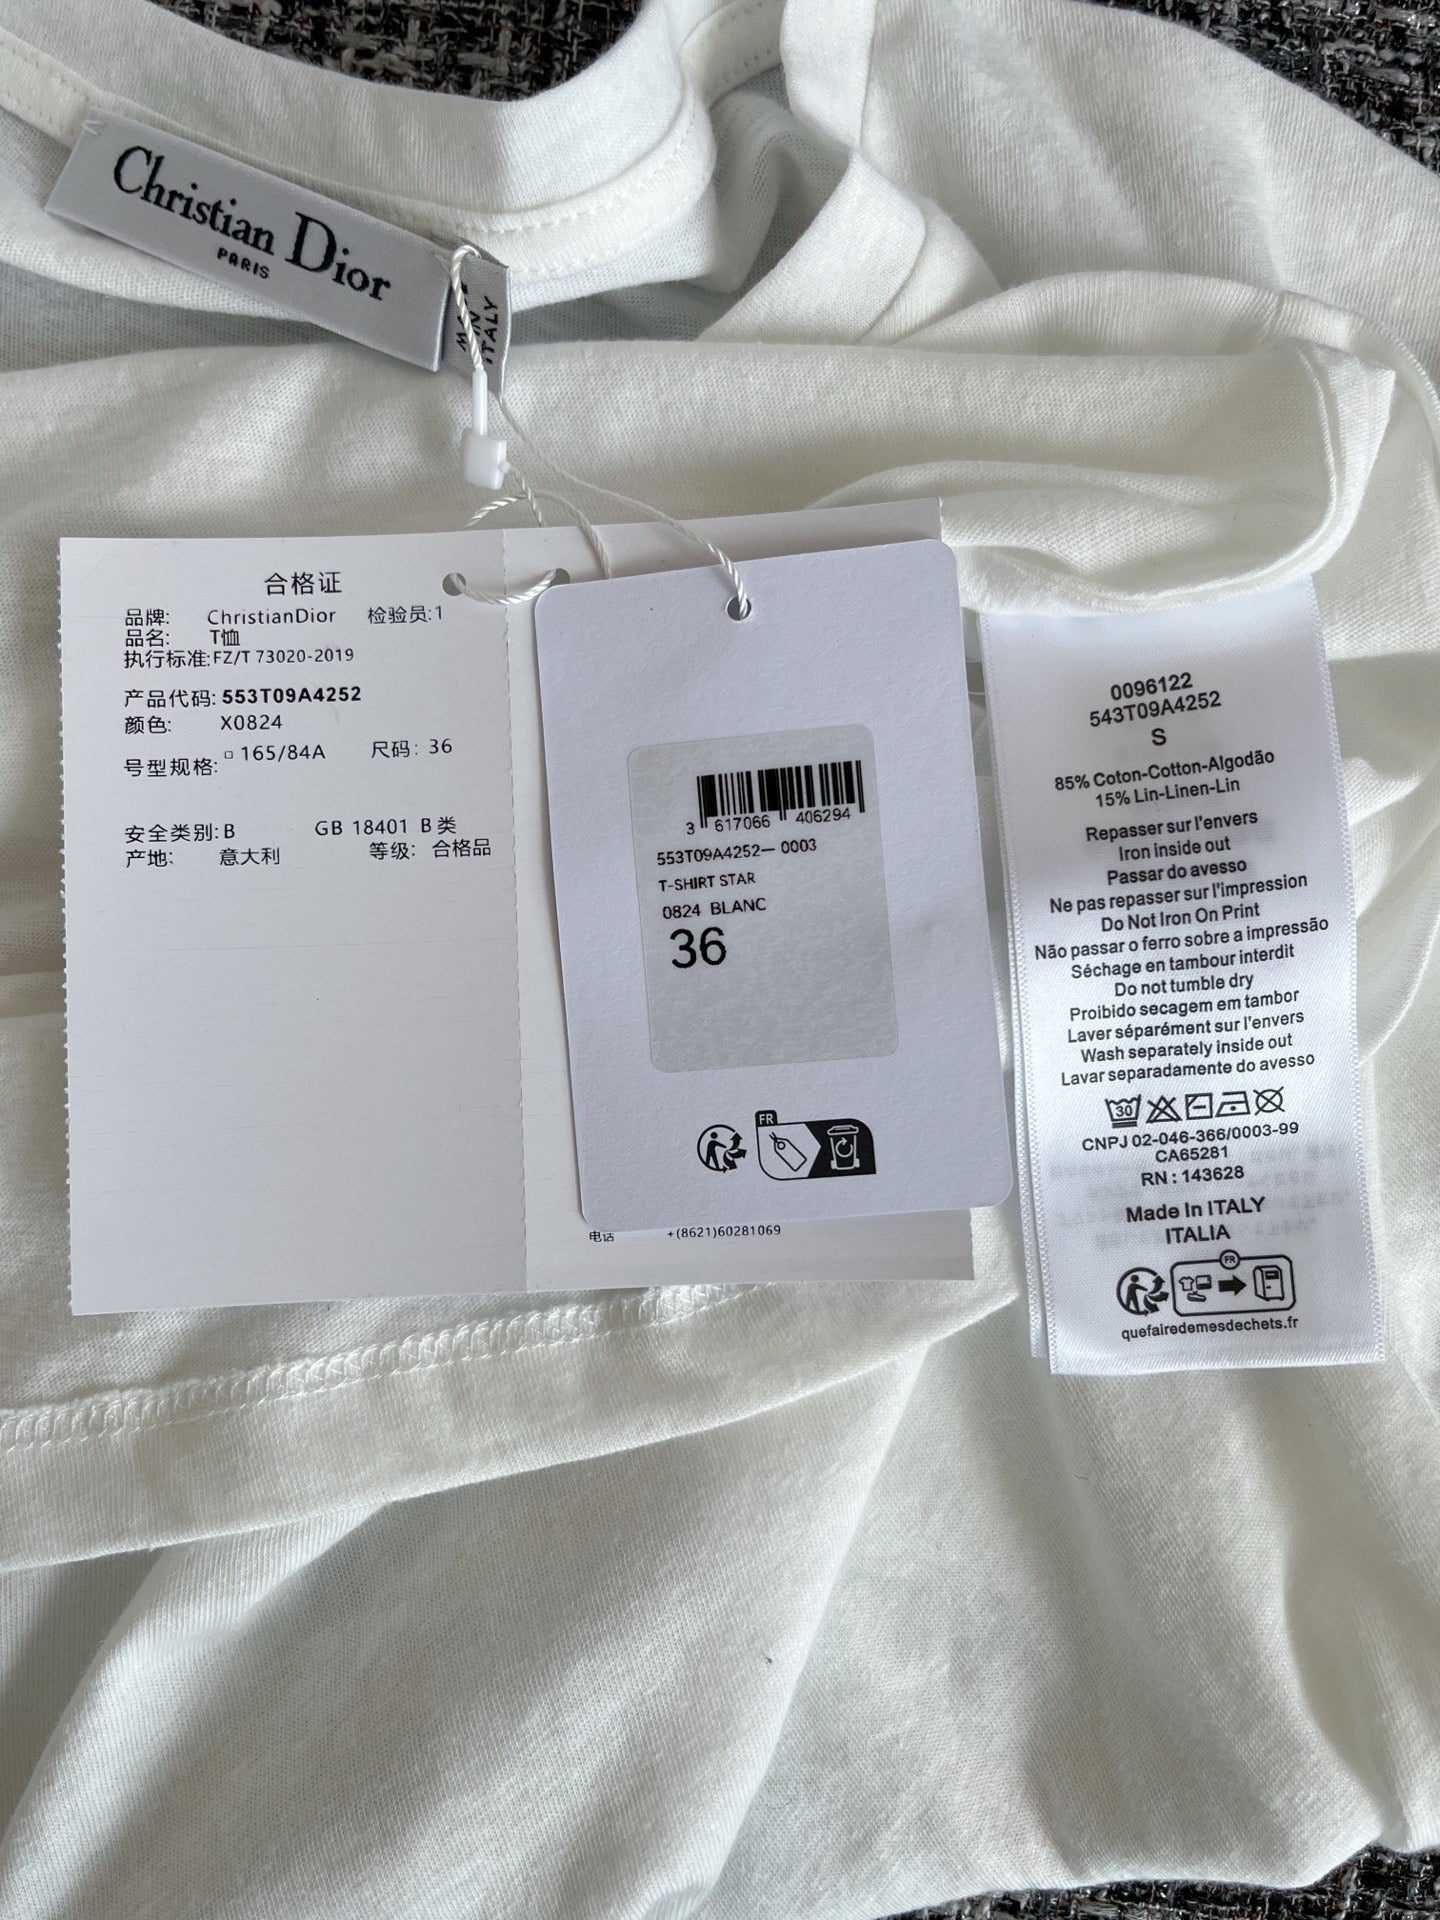 Christian Dior
PARIS
IN
ITALY
合格证
品牌: ChristianDior 检验员:1
品名: T恤
执行标准:FZ/T 73020-2019
产品代码: 553T09A4252
颜色: X0824
号型规格: 165/84A 尺码: 36
安全类别: B GB 18401 B 类
产地: 意大利 等级: 合格品
电话 +(8621)60281069
3 617066 406294
553T09A4252- 0003
T-SHIRT STAR
0824 BLANC
36
FR
0096122
543T09A4252
S
85% Coton-Cotton-Algodão
15% Lin-Linen-Lin
Repasser sur l'envers
Iron inside out
Passar do avesso
Ne pas repasser sur l'impression
Do Not Iron On Print
Não passar o ferro sobre a impressão
Séchage en tambour interdit
Do not tumble dry
Proibido secagem em tambor
Laver séparément sur l'envers
Wash separately inside out
Lavar separadamente do avesso
30
CNPJ 02-046-366/0003-99
CA65281
RN : 143628
Made In ITALY
ITALIA
FR
quefairedemesdechets.fr